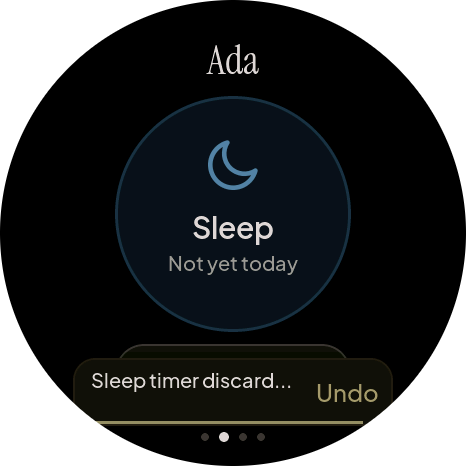 Ada
Sleep
Not yet today
Sleep timer discard...
Undo